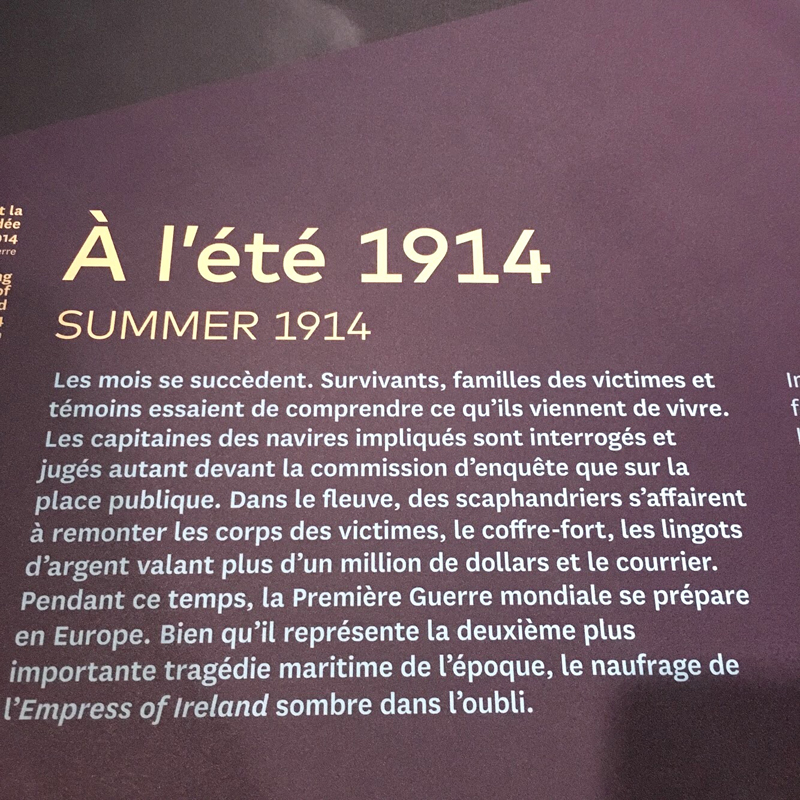 t la
dée
914
erre
ng
of
d
4
À l'été 1914
SUMMER 1914
Les mois se succèdent. Survivants, familles des victimes et
témoins essaient de comprendre ce qu'ils viennent de vivre.
Les capitaines des navires impliqués sont interrogés et
jugés autant devant la commission d'enquête que sur la
place publique. Dans le fleuve, des scaphandriers s'affairent
à remonter les corps des victimes, le coffre-fort, les lingots
d'argent valant plus d'un million de dollars et le courrier.
Pendant ce temps, la Première Guerre mondiale se prépare
en Europe. Bien qu'il représente la deuxième plus
importante tragédie maritime de l'époque, le naufrage de
l'Empress of Ireland sombre dans l'oubli.